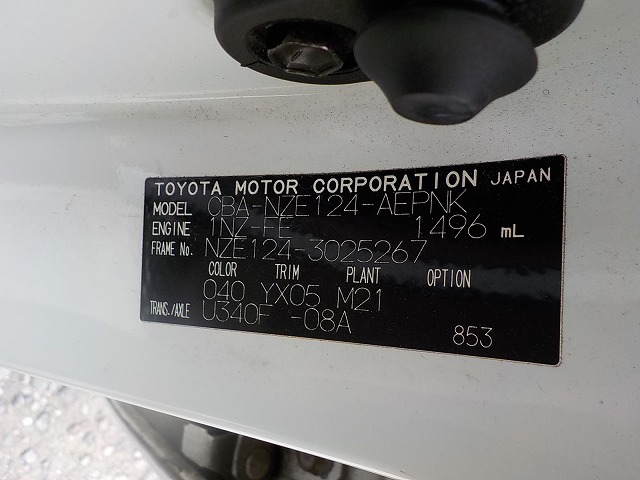 TOYOTA MOTOR CORPORATION JAPAN
MODEL CBA-NZE124-AEPNK
ENGINE 1NZ-FE 1496 mL
FRAME No. NZE124-3025267
COLOR TRIM PLANT OPTION
040 YX05 M21
TRANS./AXLE U340F -08A
853